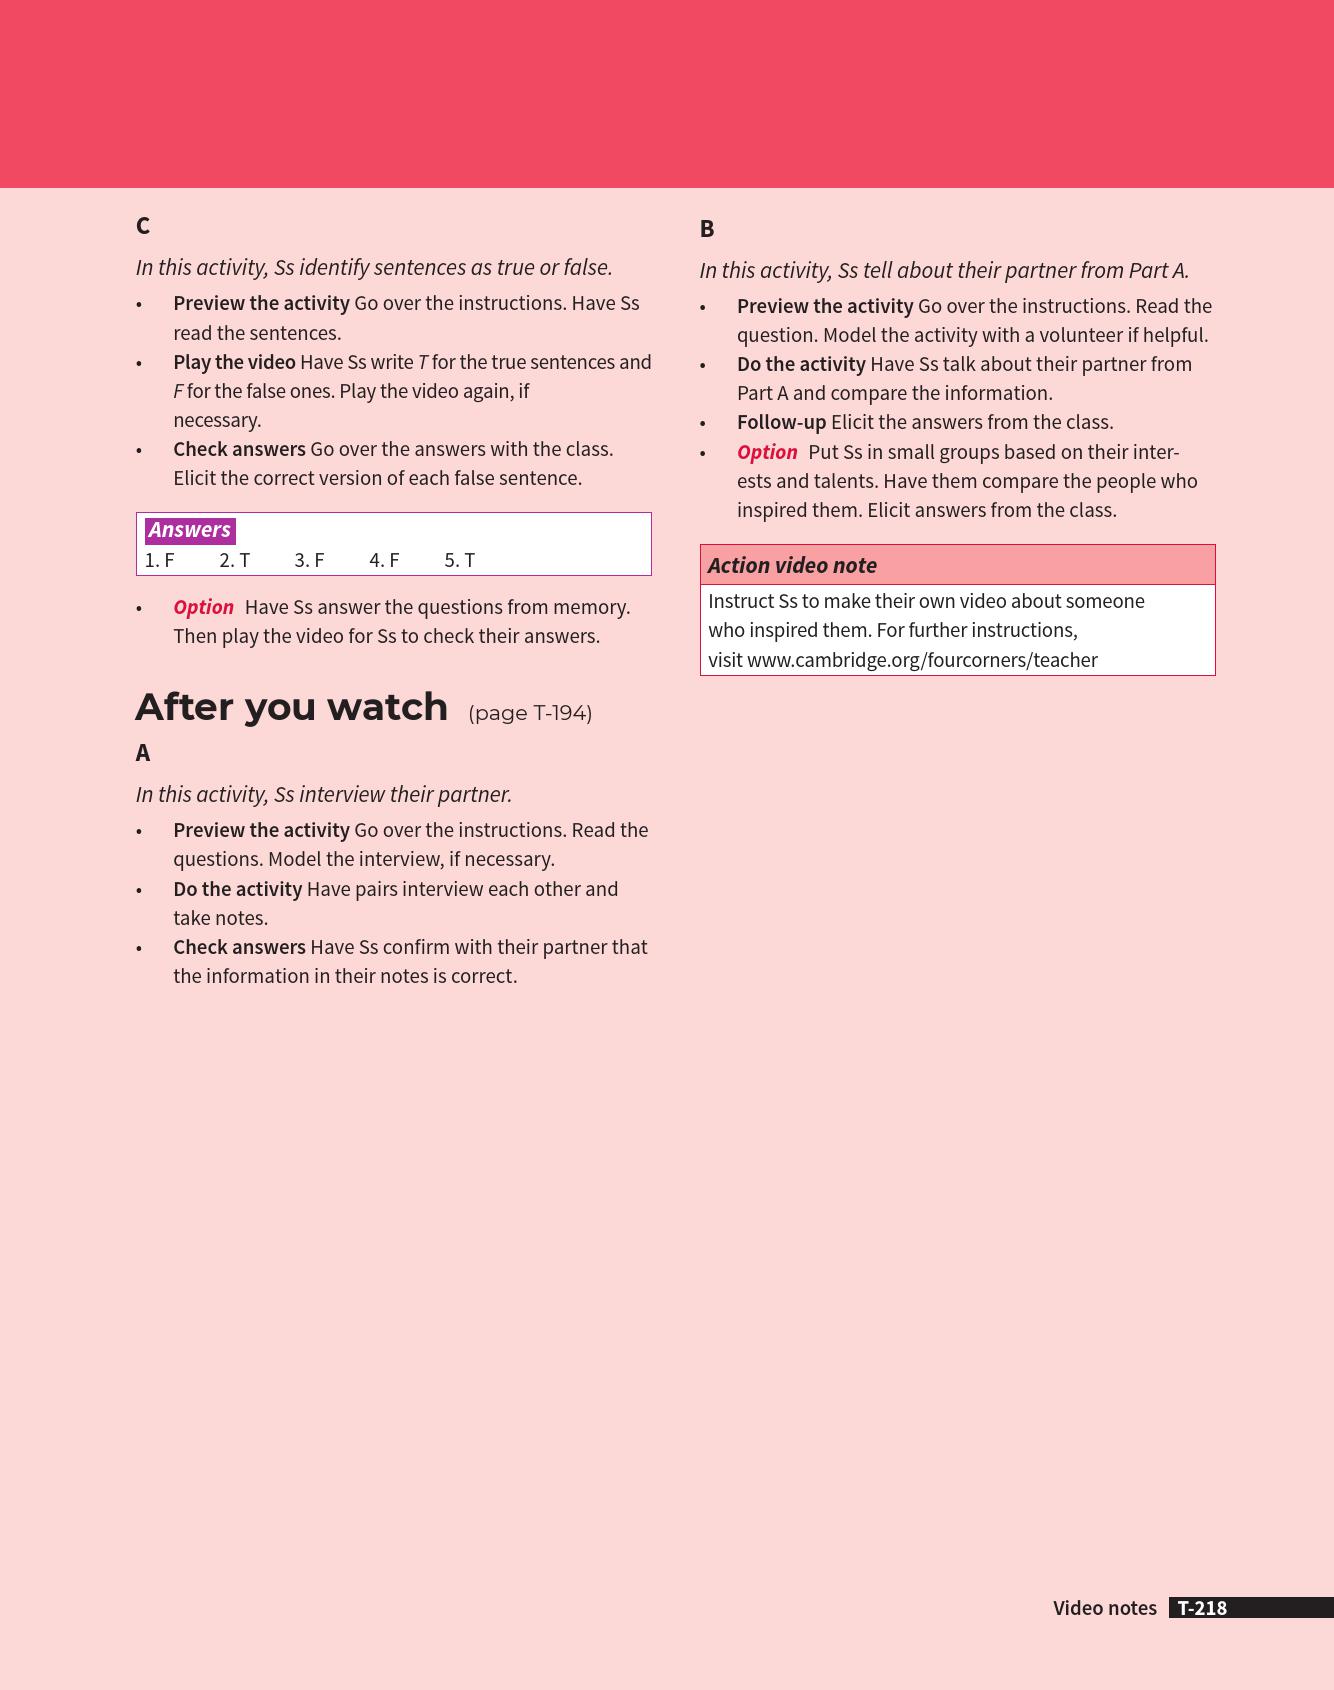 C
In this activity, Ss identify sentences as true or false.
• Preview the activity Go over the instructions. Have Ss
read the sentences.
• Play the video Have Ss write T for the true sentences and
F for the false ones. Play the video again, if
necessary.
• Check answers Go over the answers with the class.
Elicit the correct version of each false sentence.
Answers
1. F 2. T 3. F 4. F 5. T
• Option Have Ss answer the questions from memory.
Then play the video for Ss to check their answers.
After you watch (page T-194)
A
In this activity, Ss interview their partner.
• Preview the activity Go over the instructions. Read the
questions. Model the interview, if necessary.
• Do the activity Have pairs interview each other and
take notes.
• Check answers Have Ss confirm with their partner that
the information in their notes is correct.
B
In this activity, Ss tell about their partner from Part A.
• Preview the activity Go over the instructions. Read the
question. Model the activity with a volunteer if helpful.
• Do the activity Have Ss talk about their partner from
Part A and compare the information.
• Follow-up Elicit the answers from the class.
• Option Put Ss in small groups based on their inter-
ests and talents. Have them compare the people who
inspired them. Elicit answers from the class.
Action video note
Instruct Ss to make their own video about someone
who inspired them. For further instructions,
visit www.cambridge.org/fourcorners/teacher
Video notes T-218